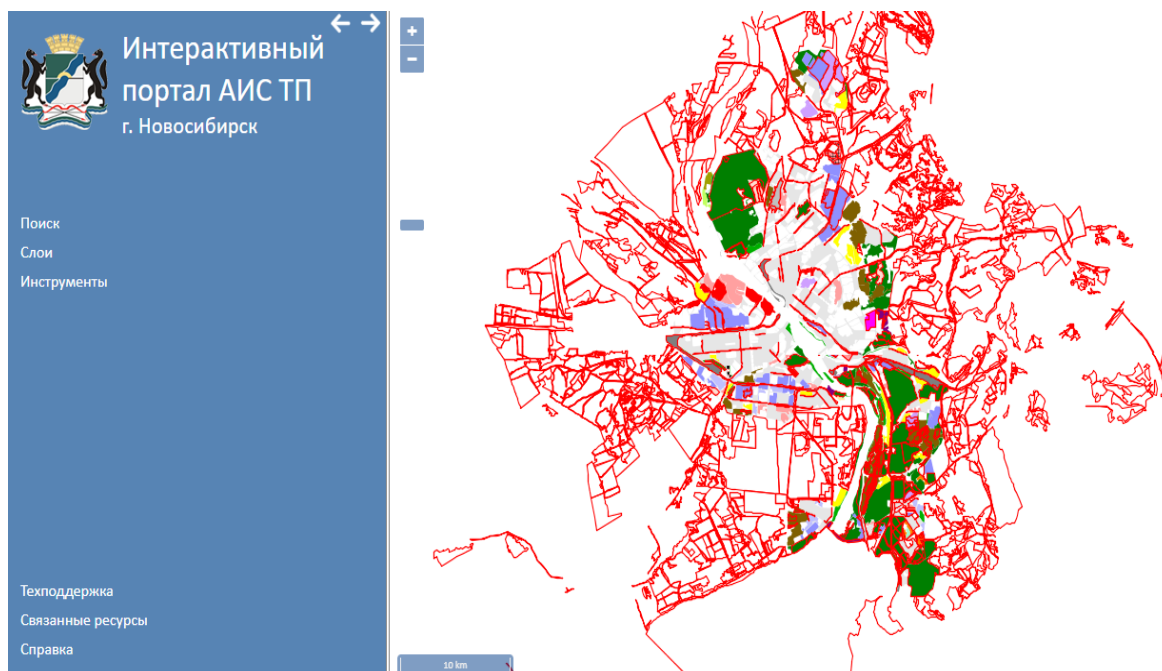 Интерактивный
портал АИС ТП
г. Новосибирск
Поиск
Слои
Инструменты
Техподдержка
Связанные ресурсы
Справка
+
−
10 km